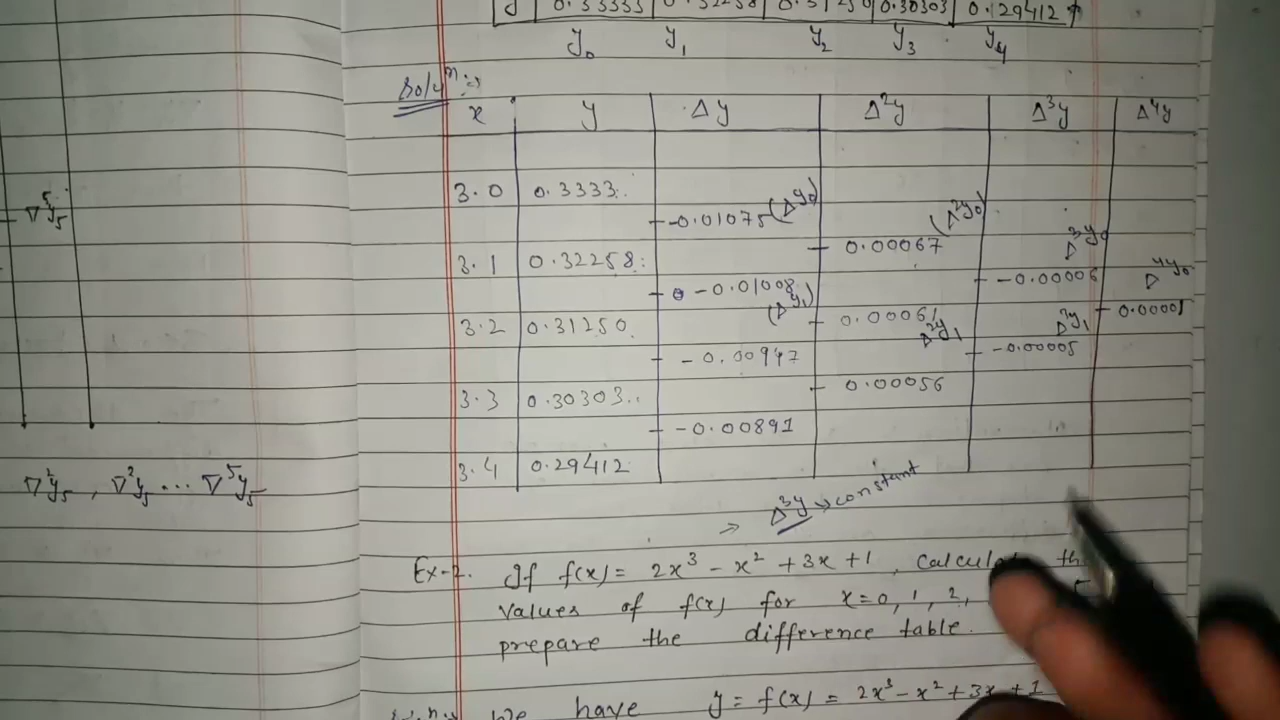 y 0.33333 0.32258 0.31250 0.30303 0.29412
y₀ y₁ y₂ y₃ y₄
Solⁿ :-
x y Δy Δ²y Δ³y Δ⁴y
3.0 0.3333..
-0.01075 (Δy₀) (Δ²y₀)
0.00067 Δ³y₀
3.1 0.32258
-0.01008 -0.00006 Δ⁴y₀
(Δy₁)
3.2 0.31250 0.00061 Δ²y₁ Δ³y₁ 0.00001
-0.00947 -0.00005
0.00056
3.3 0.30303..
-0.00891
3.4 0.29412
→ Δ³y → constant
∇⁵y₅
∇²y₅ , ∇²y₅ ... ∇⁵y₅
Ex-2. If f(x) = 2x³ - x² + 3x + 1, calculate
values of f(x) for x = 0, 1, 2, 5
prepare the difference table.
We have y = f(x) = 2x³ - x² + 3x + 1